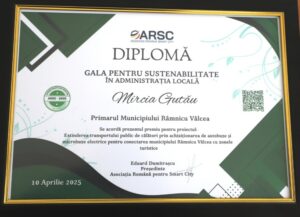 ARSC
DIPLOMĂ
GALA PENTRU SUSTENABILITATE
ÎN ADMINISTRAȚIA LOCALĂ
Mircia Gutău
Primarul Municipiului Râmnicu Vâlcea
Se acordă prezentul premiu pentru proiectul
Extinderea transportului public de călători prin achiziționarea de autobuze și
microbuze electrice pentru conectarea municipiului Râmnicu Vâlcea cu zonele
turistice
Eduard Dumitrașcu
Președinte
Asociația Română pentru Smart City
10 Aprilie 2025